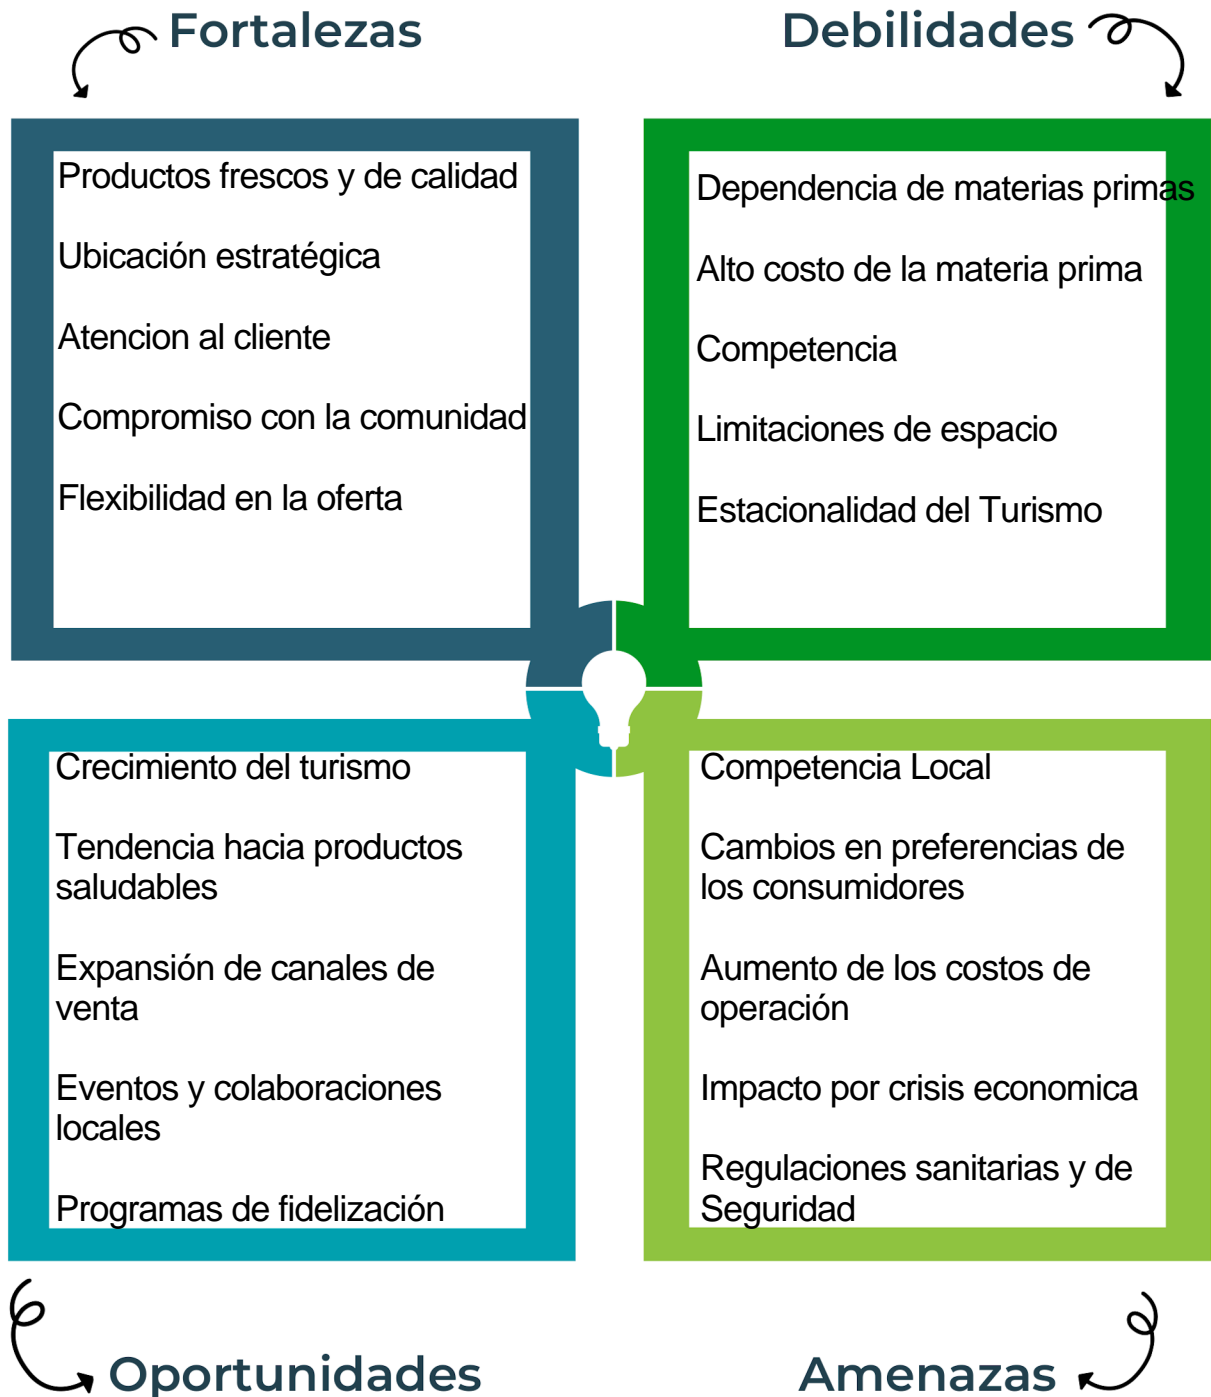 Fortalezas
Productos frescos y de calidad
Ubicación estratégica
Atencion al cliente
Compromiso con la comunidad
Flexibilidad en la oferta
Debilidades
Dependencia de materias primas
Alto costo de la materia prima
Competencia
Limitaciones de espacio
Estacionalidad del Turismo
Crecimiento del turismo
Tendencia hacia productos
saludables
Expansión de canales de
venta
Eventos y colaboraciones
locales
Programas de fidelización
Oportunidades
Competencia Local
Cambios en preferencias de
los consumidores
Aumento de los costos de
operación
Impacto por crisis economica
Regulaciones sanitarias y de
Seguridad
Amenazas